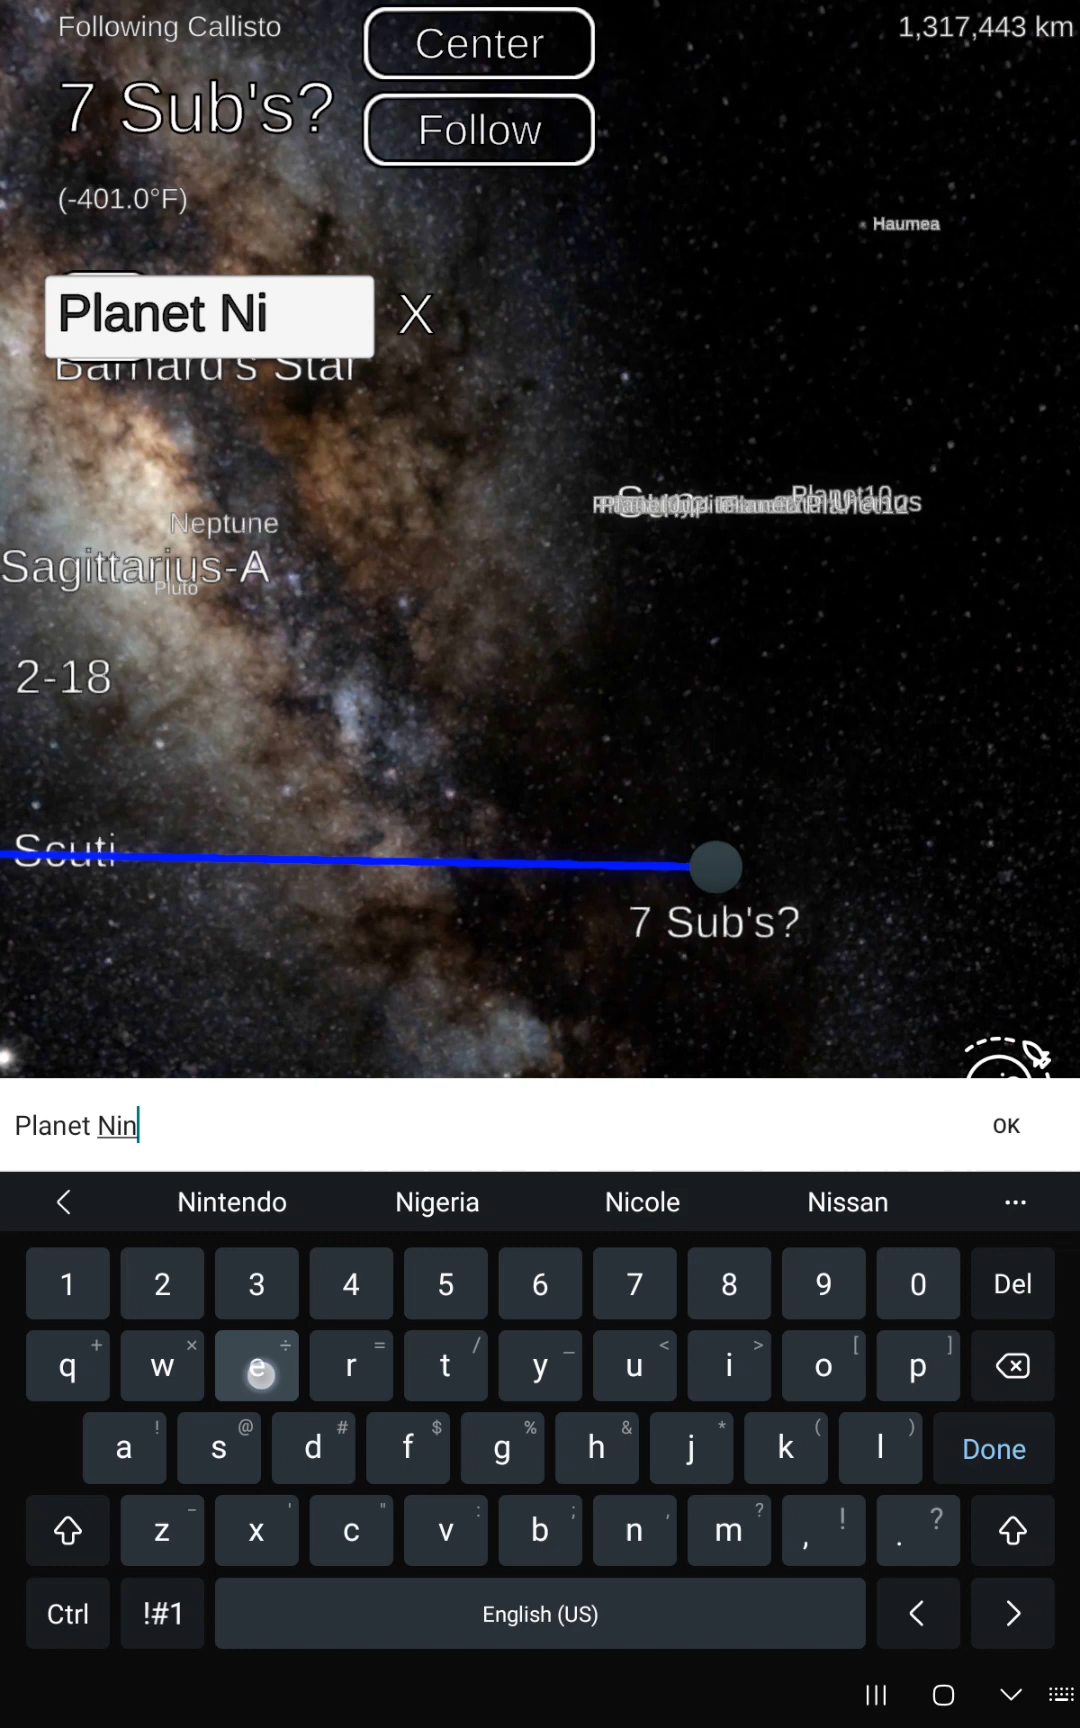 Following Callisto
Center
1,317,443 km
7 Sub's?
Follow
(-401.0°F)
Haumea
Planet Ni
X
Barnard's Star
Planet10
Neptune
Sagittarius-A
Pluto
2-18
Scuti
7 Sub's?
Planet Nin
OK
Nintendo Nigeria Nicole Nissan ...
1 2 3 4 5 6 7 8 9 0 Del
+ × ÷ = / _ < > [ ]
q w e r t y u i o p
! @ # $ % & * ( )
a s d f g h j k l Done
- ' " : ; , ? ! ?
z x c v b n m , .
Ctrl !#1 English (US) < >